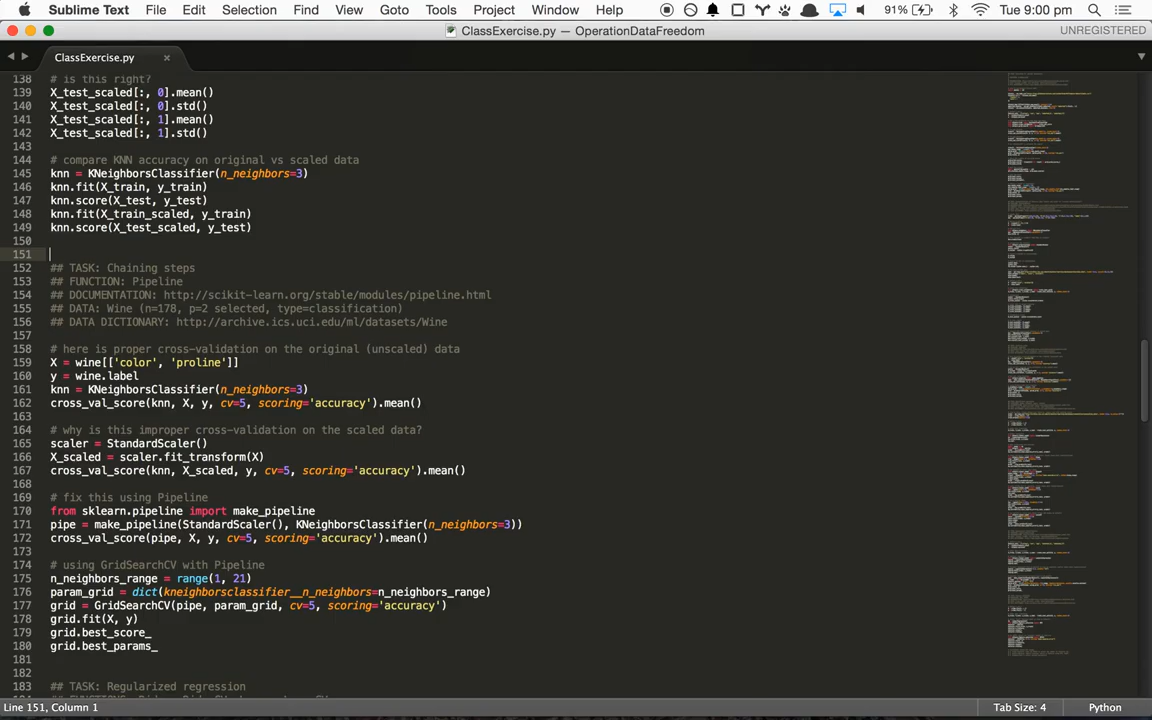 Sublime Text File Edit Selection Find View Goto Tools Project Window Help 91% Tue 9:00 pm
ClassExercise.py — OperationDataFreedom UNREGISTERED
ClassExercise.py ×
138 # is this right?
139 X_test_scaled[:, 0].mean()
140 X_test_scaled[:, 0].std()
141 X_test_scaled[:, 1].mean()
142 X_test_scaled[:, 1].std()
143
144 # compare KNN accuracy on original vs scaled data
145 knn = KNeighborsClassifier(n_neighbors=3)
146 knn.fit(X_train, y_train)
147 knn.score(X_test, y_test)
148 knn.fit(X_train_scaled, y_train)
149 knn.score(X_test_scaled, y_test)
150
151
152 ## TASK: Chaining steps
153 ## FUNCTION: Pipeline
154 ## DOCUMENTATION: http://scikit-learn.org/stable/modules/pipeline.html
155 ## DATA: Wine (n=178, p=2 selected, type=classification)
156 ## DATA DICTIONARY: http://archive.ics.uci.edu/ml/datasets/Wine
157
158 # here is proper cross-validation on the original (unscaled) data
159 X = wine[['color', 'proline']]
160 y = wine.label
161 knn = KNeighborsClassifier(n_neighbors=3)
162 cross_val_score(knn, X, y, cv=5, scoring='accuracy').mean()
163
164 # why is this improper cross-validation on the scaled data?
165 scaler = StandardScaler()
166 X_scaled = scaler.fit_transform(X)
167 cross_val_score(knn, X_scaled, y, cv=5, scoring='accuracy').mean()
168
169 # fix this using Pipeline
170 from sklearn.pipeline import make_pipeline
171 pipe = make_pipeline(StandardScaler(), KNeighborsClassifier(n_neighbors=3))
172 cross_val_score(pipe, X, y, cv=5, scoring='accuracy').mean()
173
174 # using GridSearchCV with Pipeline
175 n_neighbors_range = range(1, 21)
176 param_grid = dict(kneighborsclassifier__n_neighbors=n_neighbors_range)
177 grid = GridSearchCV(pipe, param_grid, cv=5, scoring='accuracy')
178 grid.fit(X, y)
179 grid.best_score_
180 grid.best_params_
181
182
183 ## TASK: Regularized regression
Line 151, Column 1 Tab Size: 4 Python